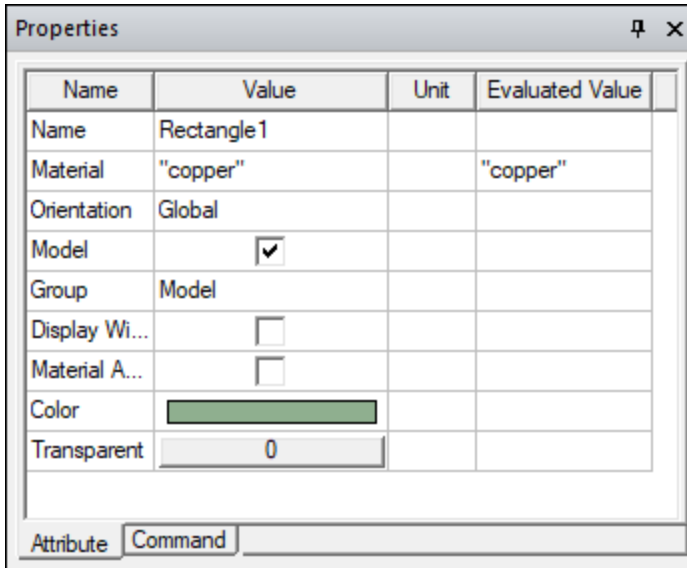 Properties
Name Value Unit Evaluated Value
Name Rectangle1
Material "copper" "copper"
Orientation Global
Model
Group Model
Display Wi...
Material A...
Color
Transparent 0
Attribute Command